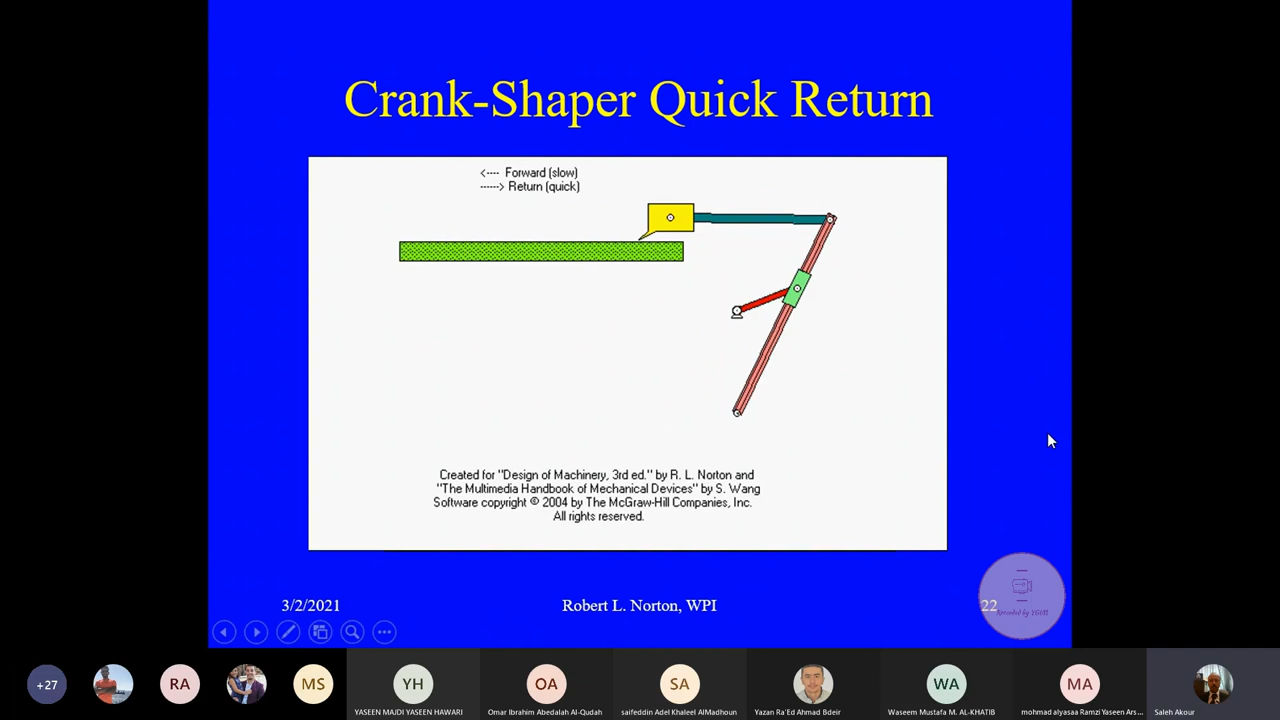 Crank-Shaper Quick Return
<---- Forward (slow)
-----> Return (quick)
Created for "Design of Machinery, 3rd ed." by R. L. Norton and
"The Multimedia Handbook of Mechanical Devices" by S. Wang
Software copyright © 2004 by The McGraw-Hill Companies, Inc.
All rights reserved.
3/2/2021
Robert L. Norton, WPI
22
Recorded by YGUII
+27
RA
MS
YH
OA
SA
WA
MA
YASEEN MAJDI YASEEN HAWARI
Omar Ibrahim Abedalah Al-Qudah
saifeddin Adel Khaleel AlMadhoun
Yazan Ra'Ed Ahmad Bdeir
Waseem Mustafa M. AL-KHATIB
mohmad alyasaa Ramzi Yaseen Ars...
Saleh Akour